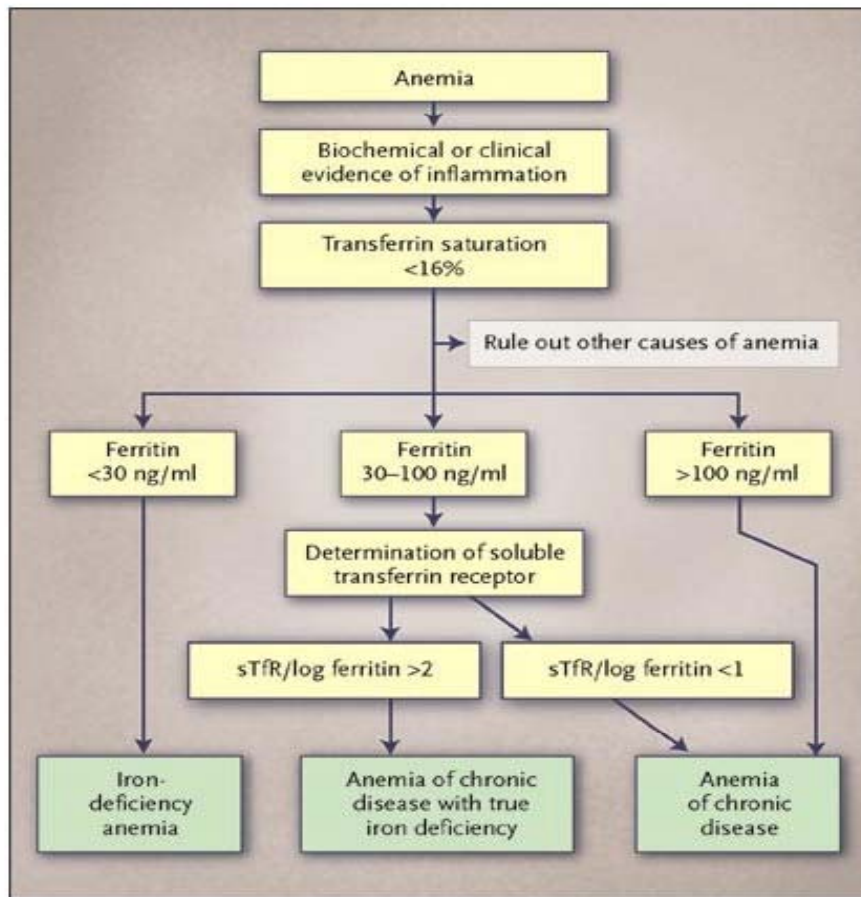 Anemia
Biochemical or clinical
evidence of inflammation
Transferrin saturation
<16%
Rule out other causes of anemia
Ferritin
<30 ng/ml
Ferritin
30–100 ng/ml
Ferritin
>100 ng/ml
Determination of soluble
transferrin receptor
sTfR/log ferritin >2
sTfR/log ferritin <1
Iron-
deficiency
anemia
Anemia of chronic
disease with true
iron deficiency
Anemia
of chronic
disease